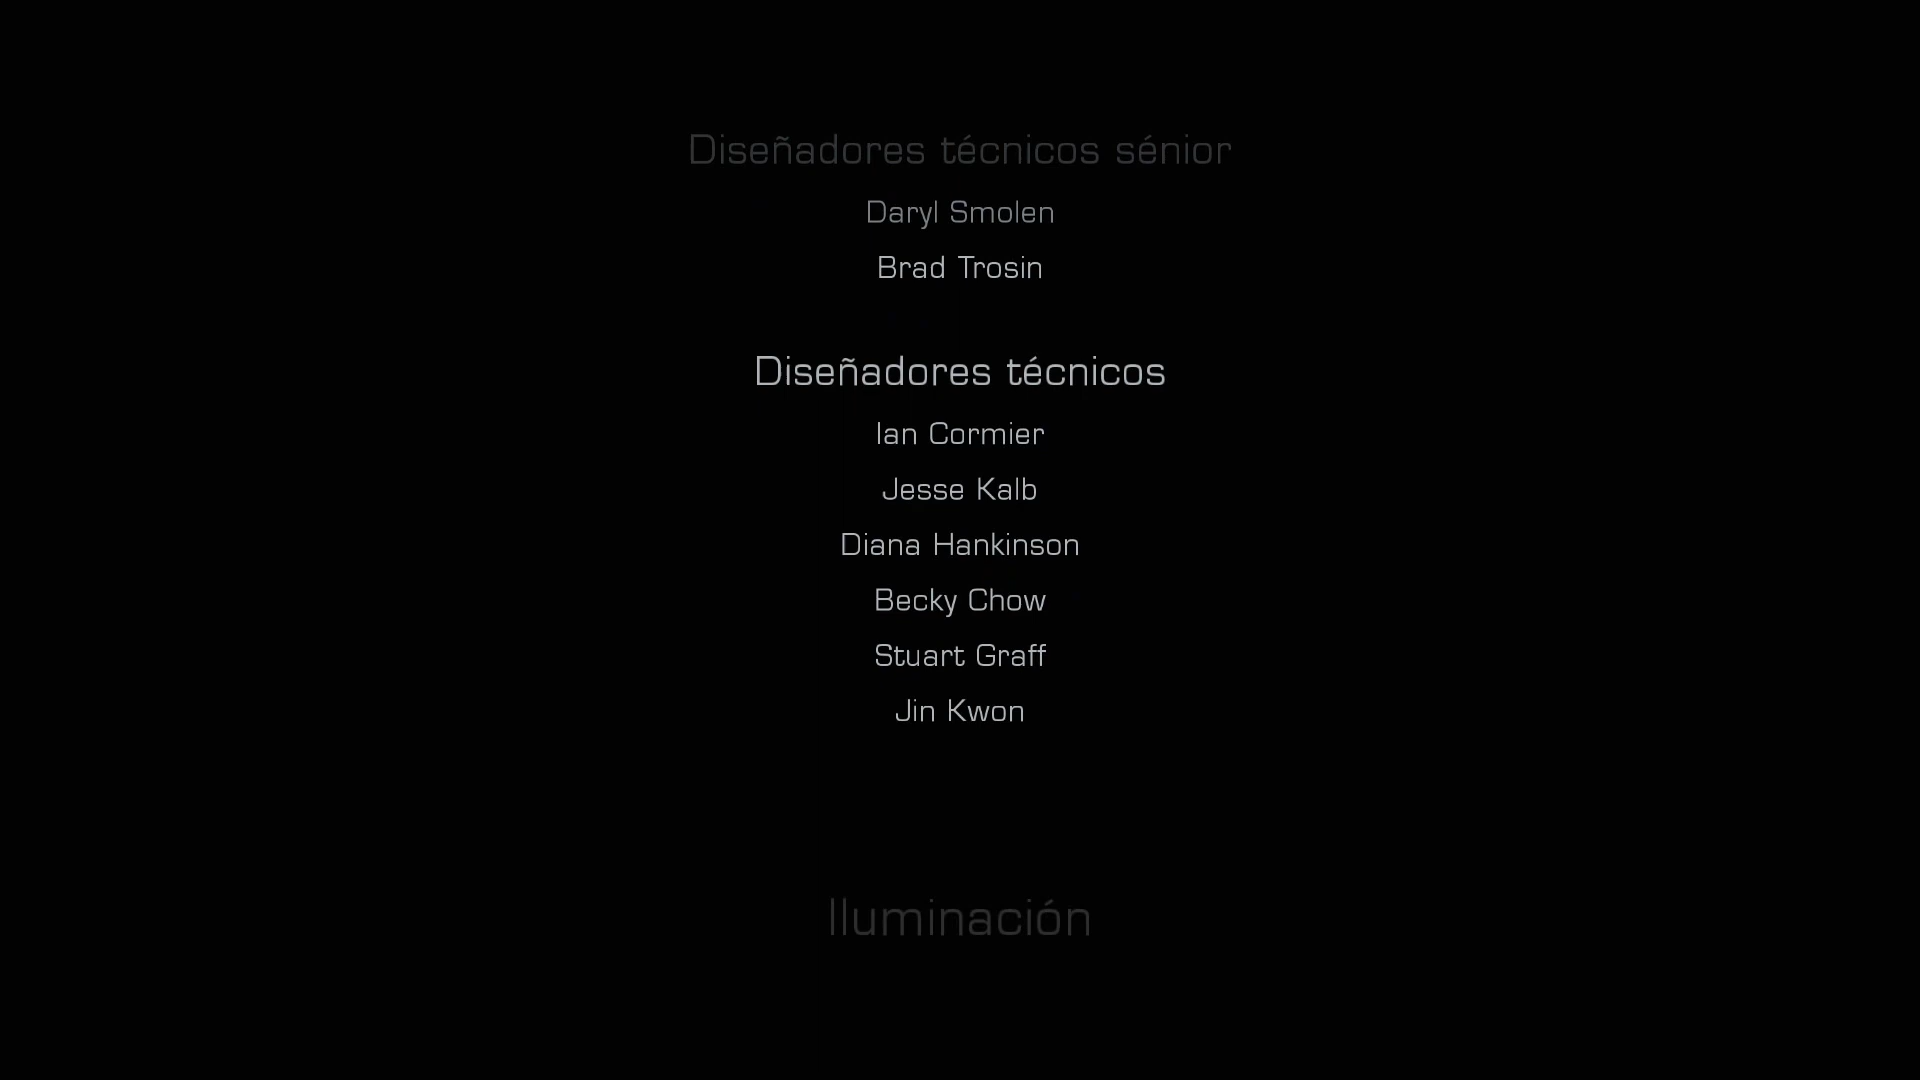 Diseñadores técnicos sénior
Daryl Smolen
Brad Trosin
Diseñadores técnicos
Ian Cormier
Jesse Kalb
Diana Hankinson
Becky Chow
Stuart Graff
Jin Kwon
Iluminación